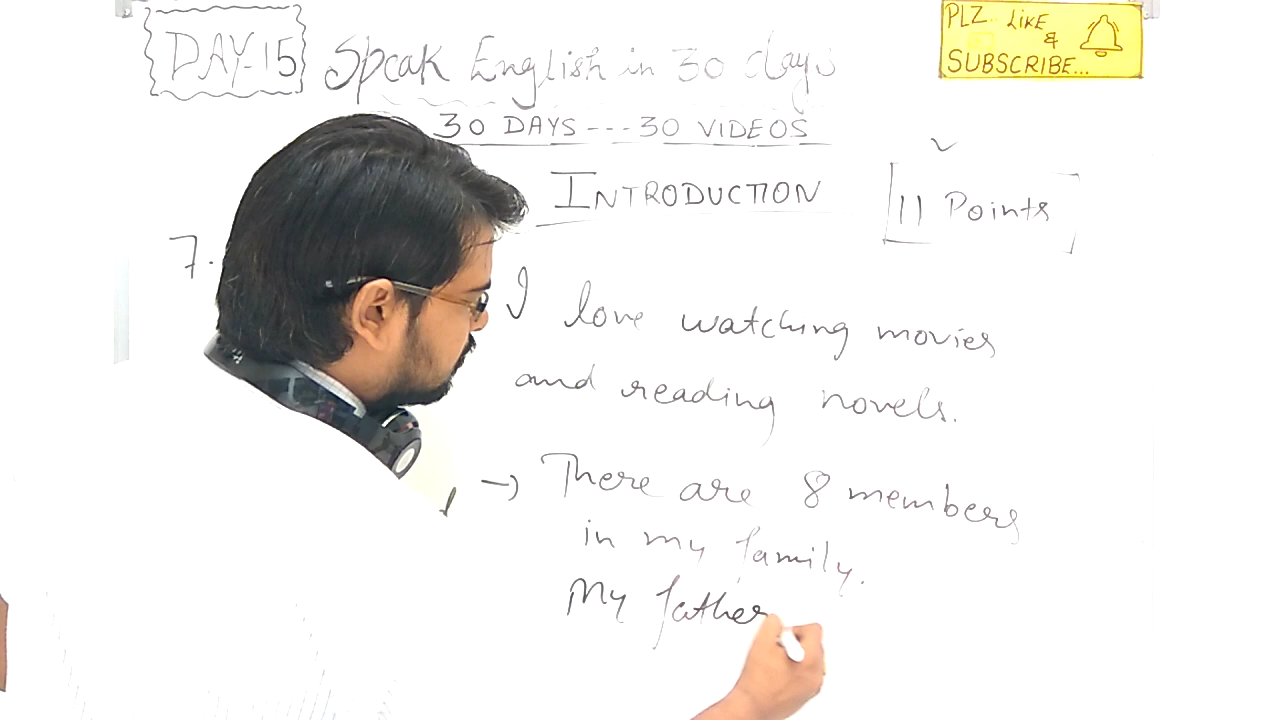 DAY-15 Speak English in 30 days
PLZ LIKE
&
SUBSCRIBE...
30 DAYS---30 VIDEOS
INTRODUCTION [11 Points]
7.
I love watching movies
and reading novels.
→ There are 8 members
in my family.
My father